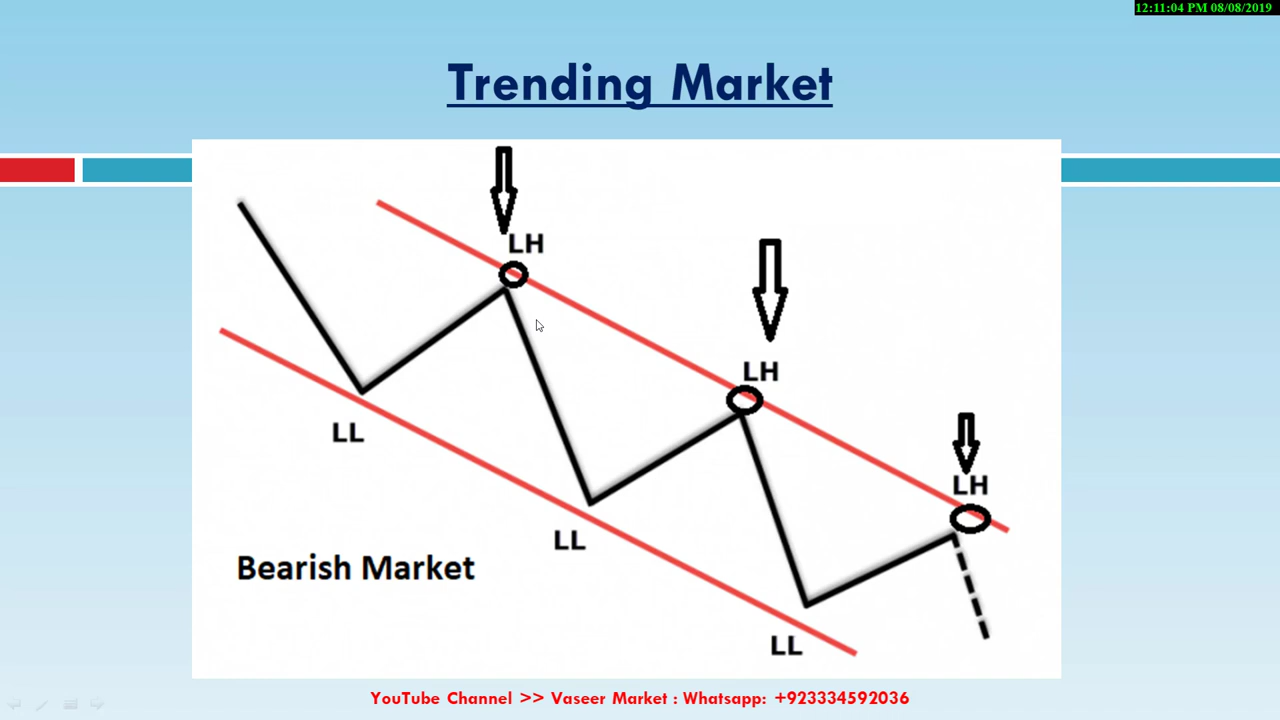 12:11:04 PM 08/08/2019
Trending Market
LH
LH
LL
LH
LL
Bearish Market
LL
YouTube Channel >> Vaseer Market : Whatsapp: +923334592036